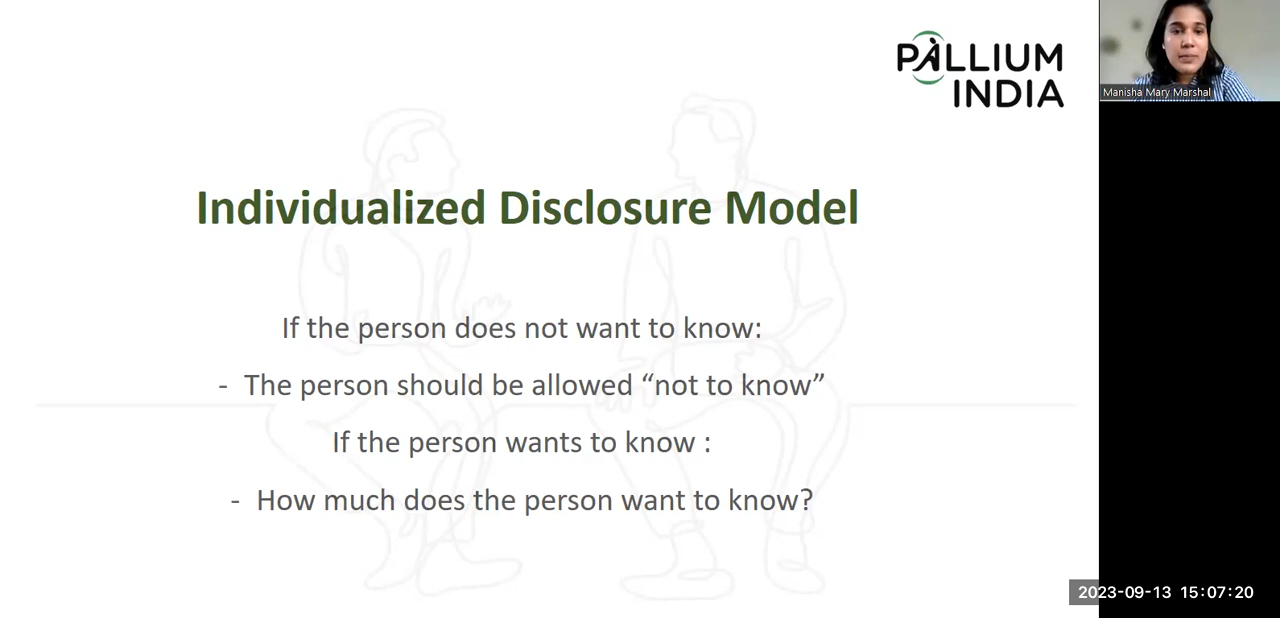 PALLIUM
INDIA
Manisha Mary Marshal
Individualized Disclosure Model
If the person does not want to know:
- The person should be allowed “not to know”
If the person wants to know :
- How much does the person want to know?
2023-09-13 15:07:20